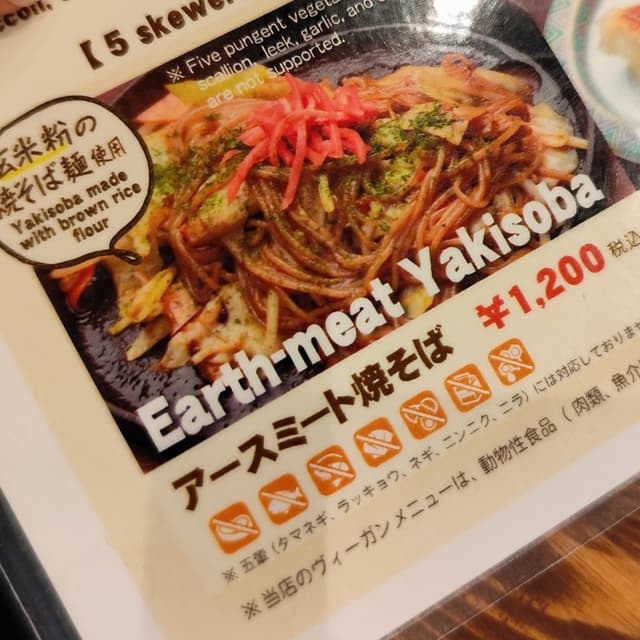 【 5 skewer
※ Five pungent vegeta
scallion, leek, garlic, and
are not supported.
米粉の
焼そば麺 使用
Yakisoba made
with brown rice
flour
Earth-meat Yakisoba
アースミート焼そば
¥1,200 税込
※ 五葷（タマネギ、ラッキョウ、ネギ、ニンニク、ニラ）には対応しておりま
※ 当店のヴィーガンメニューは、動物性食品（肉類、魚介